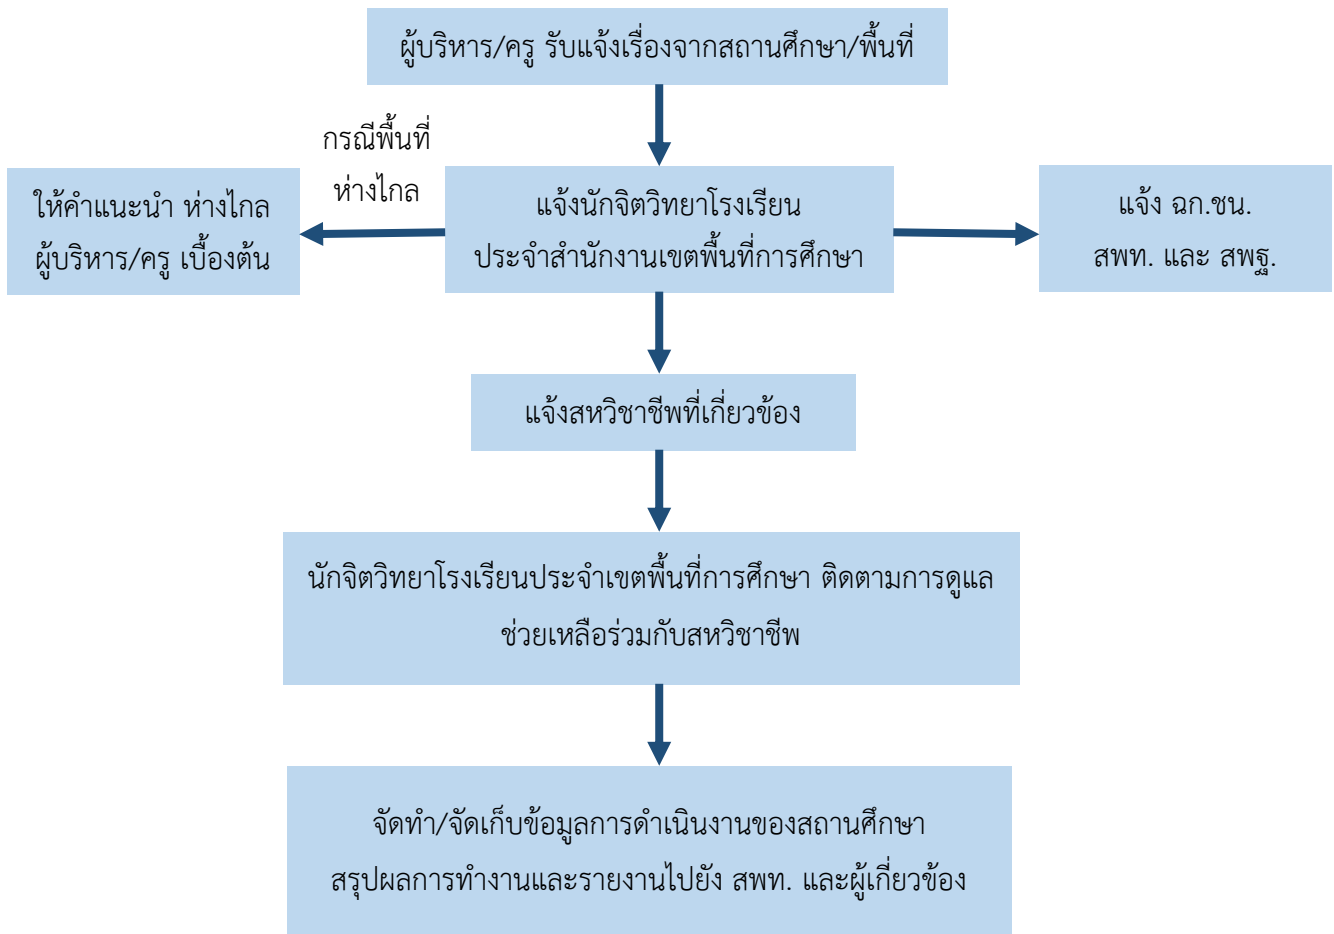 ผู้บริหาร/ครู รับแจ้งเรื่องจากสถานศึกษา/พื้นที่
กรณีพื้นที่
ห่างไกล
ให้คำแนะนำ ห่างไกล
ผู้บริหาร/ครู เบื้องต้น
แจ้งนักจิตวิทยาโรงเรียน
ประจำสำนักงานเขตพื้นที่การศึกษา
แจ้ง ฉก.ชน.
สพท. และ สพฐ.
แจ้งสหวิชาชีพที่เกี่ยวข้อง
นักจิตวิทยาโรงเรียนประจำเขตพื้นที่การศึกษา ติดตามการดูแล
ช่วยเหลือร่วมกับสหวิชาชีพ
จัดทำ/จัดเก็บข้อมูลการดำเนินงานของสถานศึกษา
สรุปผลการทำงานและรายงานไปยัง สพท. และผู้เกี่ยวข้อง